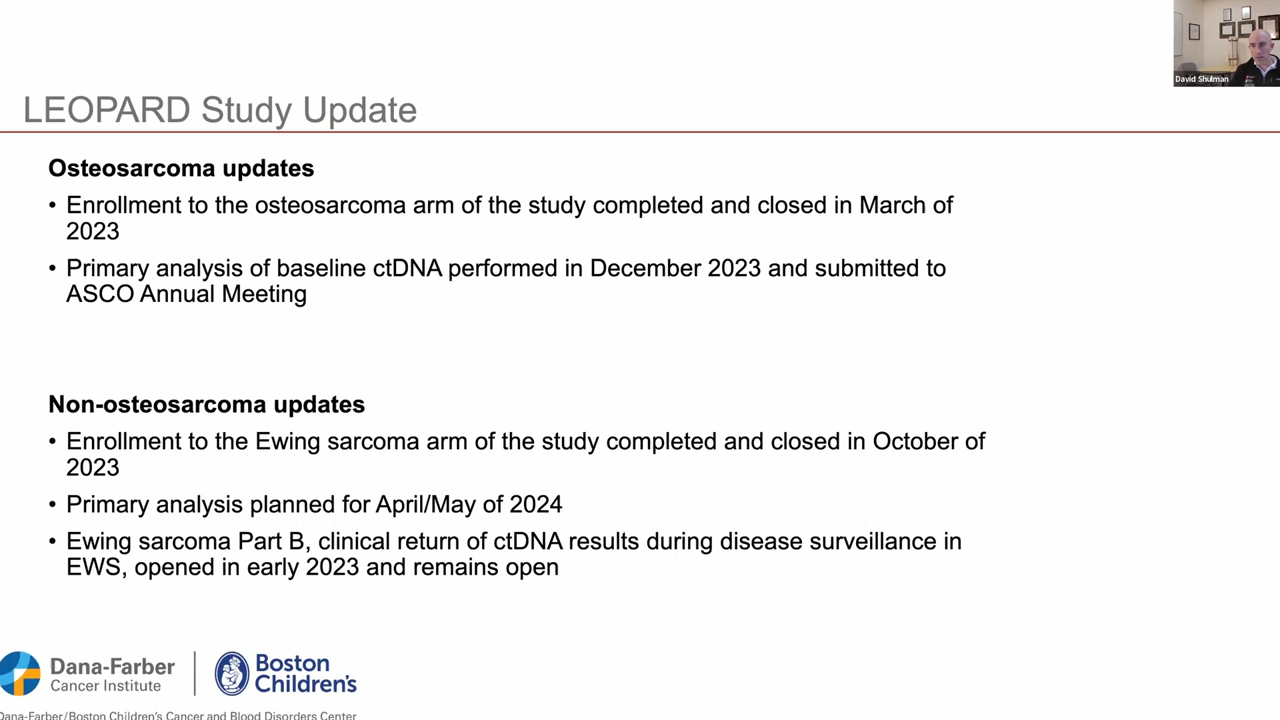 David Shulman
LEOPARD Study Update
Osteosarcoma updates
• Enrollment to the osteosarcoma arm of the study completed and closed in March of
2023
• Primary analysis of baseline ctDNA performed in December 2023 and submitted to
ASCO Annual Meeting
Non-osteosarcoma updates
• Enrollment to the Ewing sarcoma arm of the study completed and closed in October of
2023
• Primary analysis planned for April/May of 2024
• Ewing sarcoma Part B, clinical return of ctDNA results during disease surveillance in
EWS, opened in early 2023 and remains open
Dana-Farber
Cancer Institute
Boston
Children's
Dana-Farber/Boston Children's Cancer and Blood Disorders Center